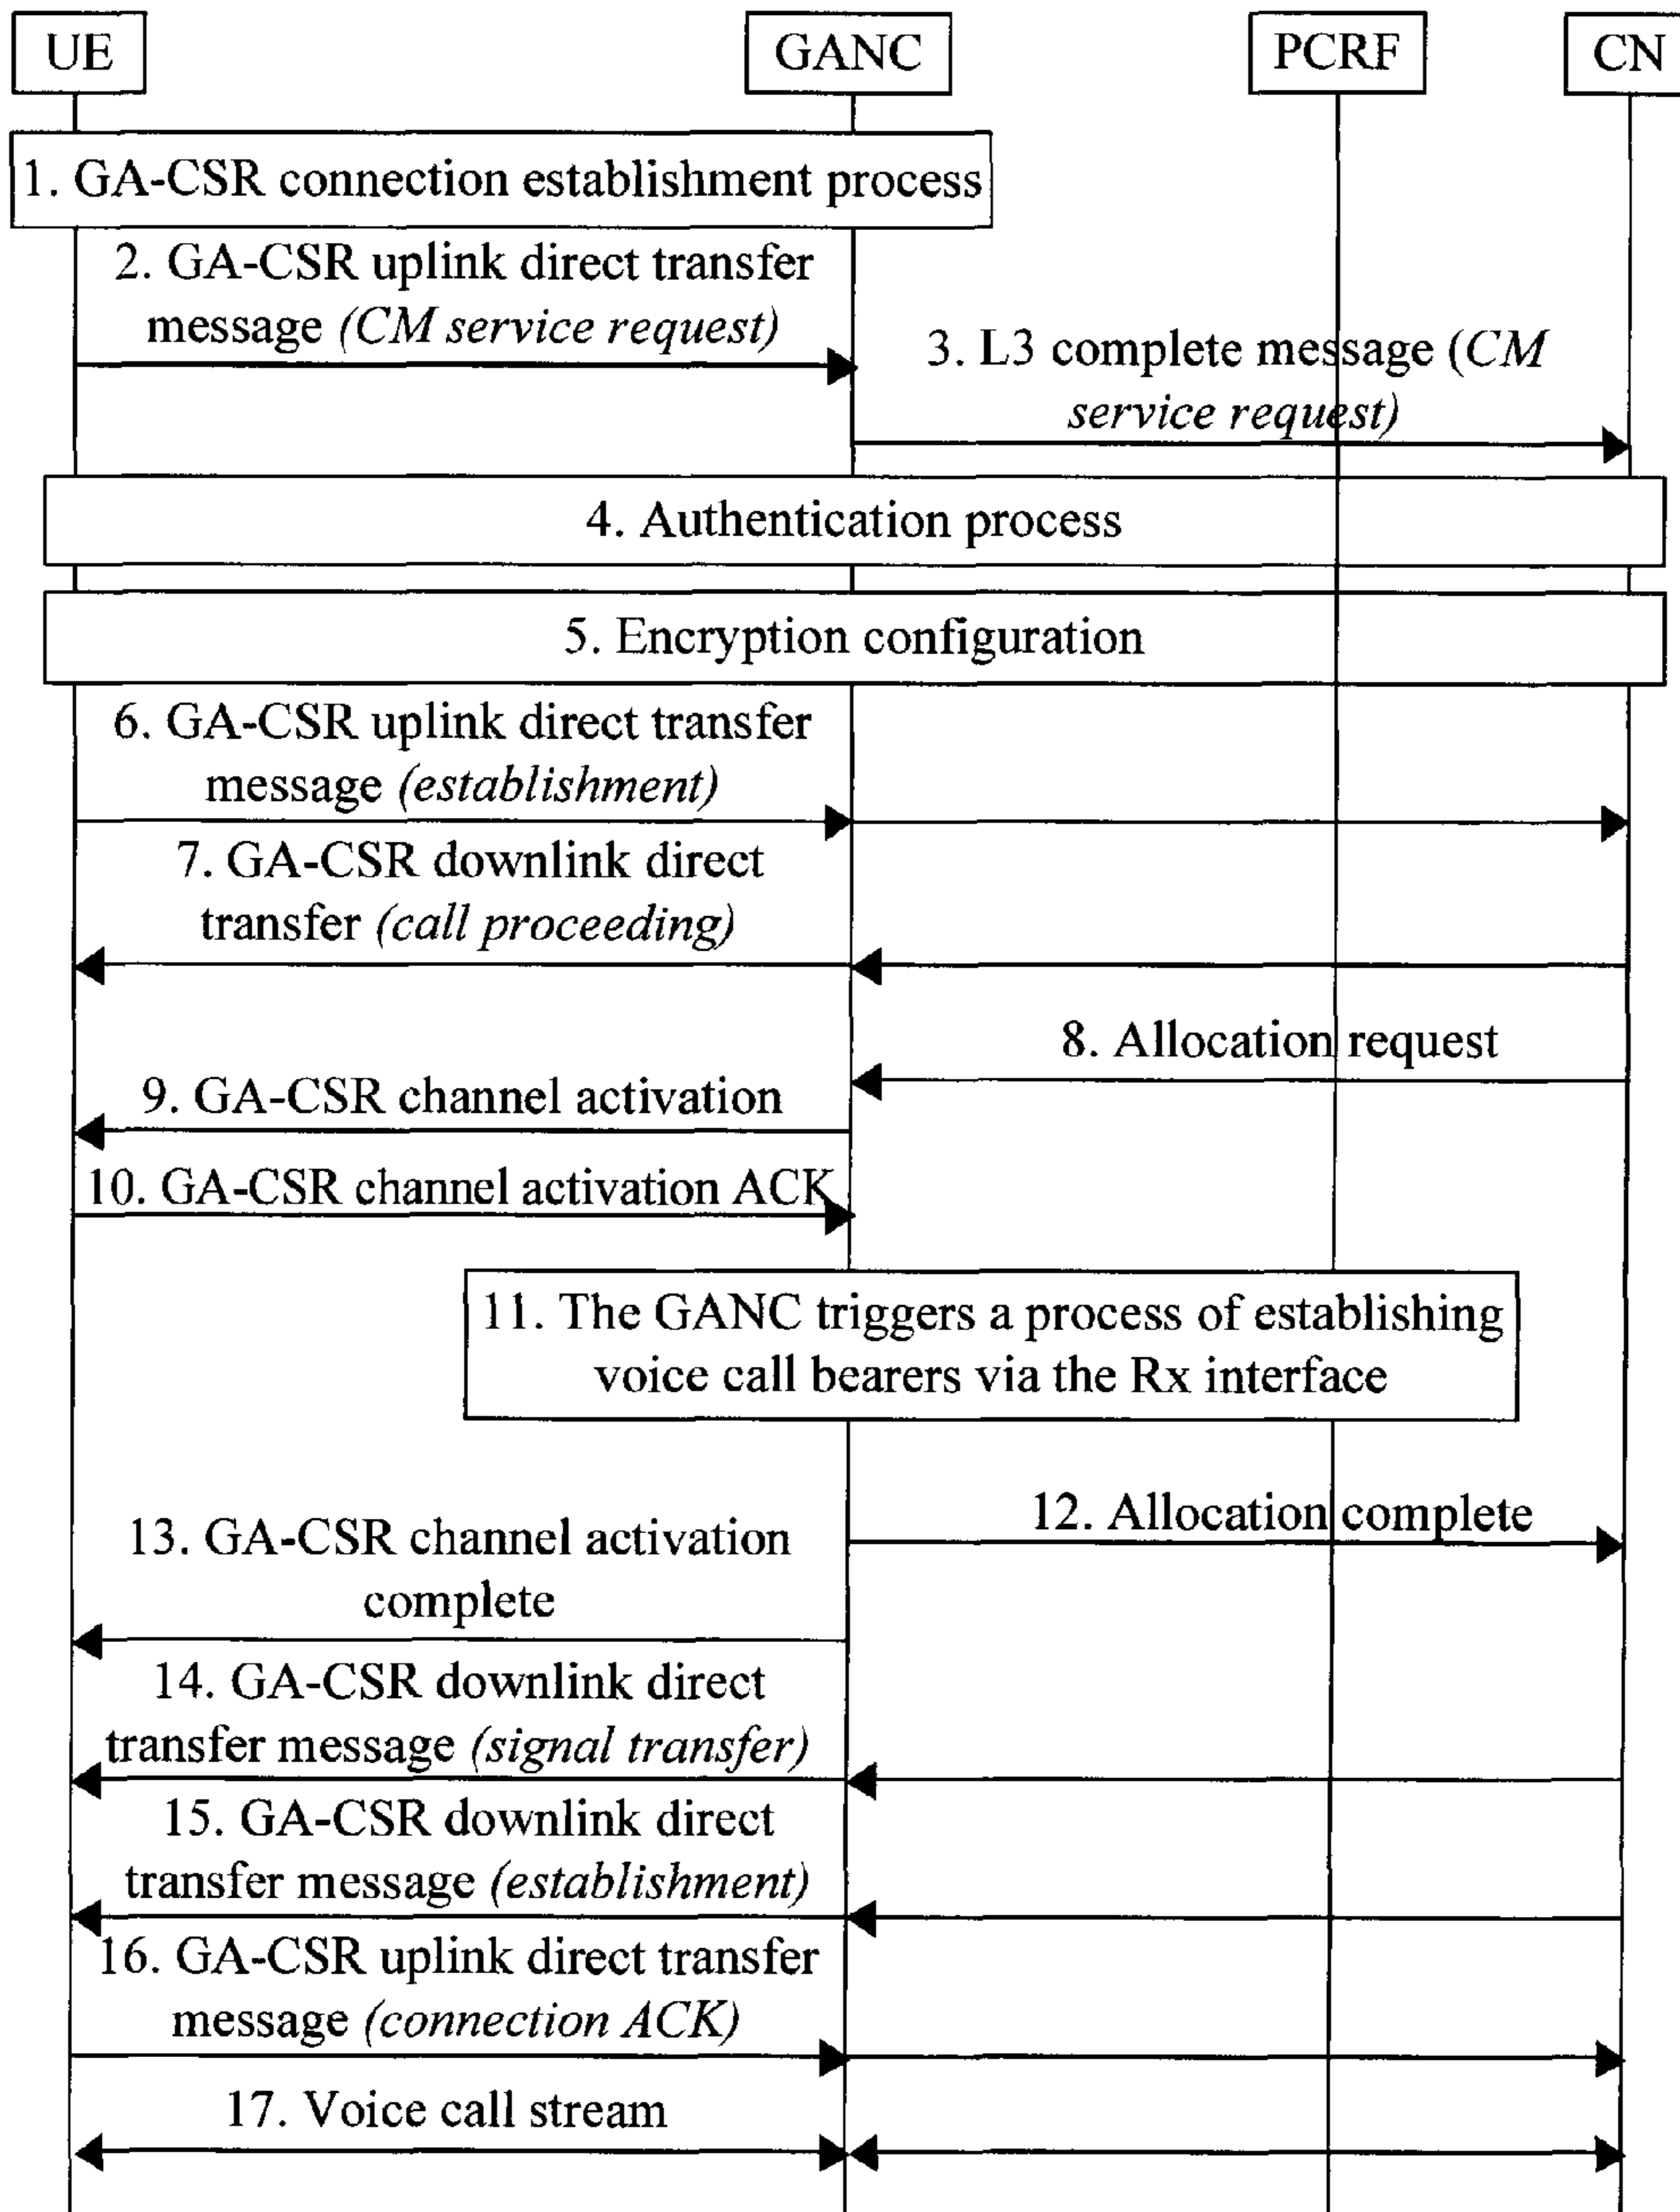 UE
GANC
PCRF
CN
1. GA-CSR connection establishment process
2. GA-CSR uplink direct transfer
message (CM service request)
3. L3 complete message (CM
service request)
4. Authentication process
5. Encryption configuration
6. GA-CSR uplink direct transfer
message (establishment)
7. GA-CSR downlink direct
transfer (call proceeding)
8. Allocation request
9. GA-CSR channel activation
10. GA-CSR channel activation ACK
11. The GANC triggers a process of establishing
voice call bearers via the Rx interface
12. Allocation complete
13. GA-CSR channel activation
complete
14. GA-CSR downlink direct
transfer message (signal transfer)
15. GA-CSR downlink direct
transfer message (establishment)
16. GA-CSR uplink direct transfer
message (connection ACK)
17. Voice call stream